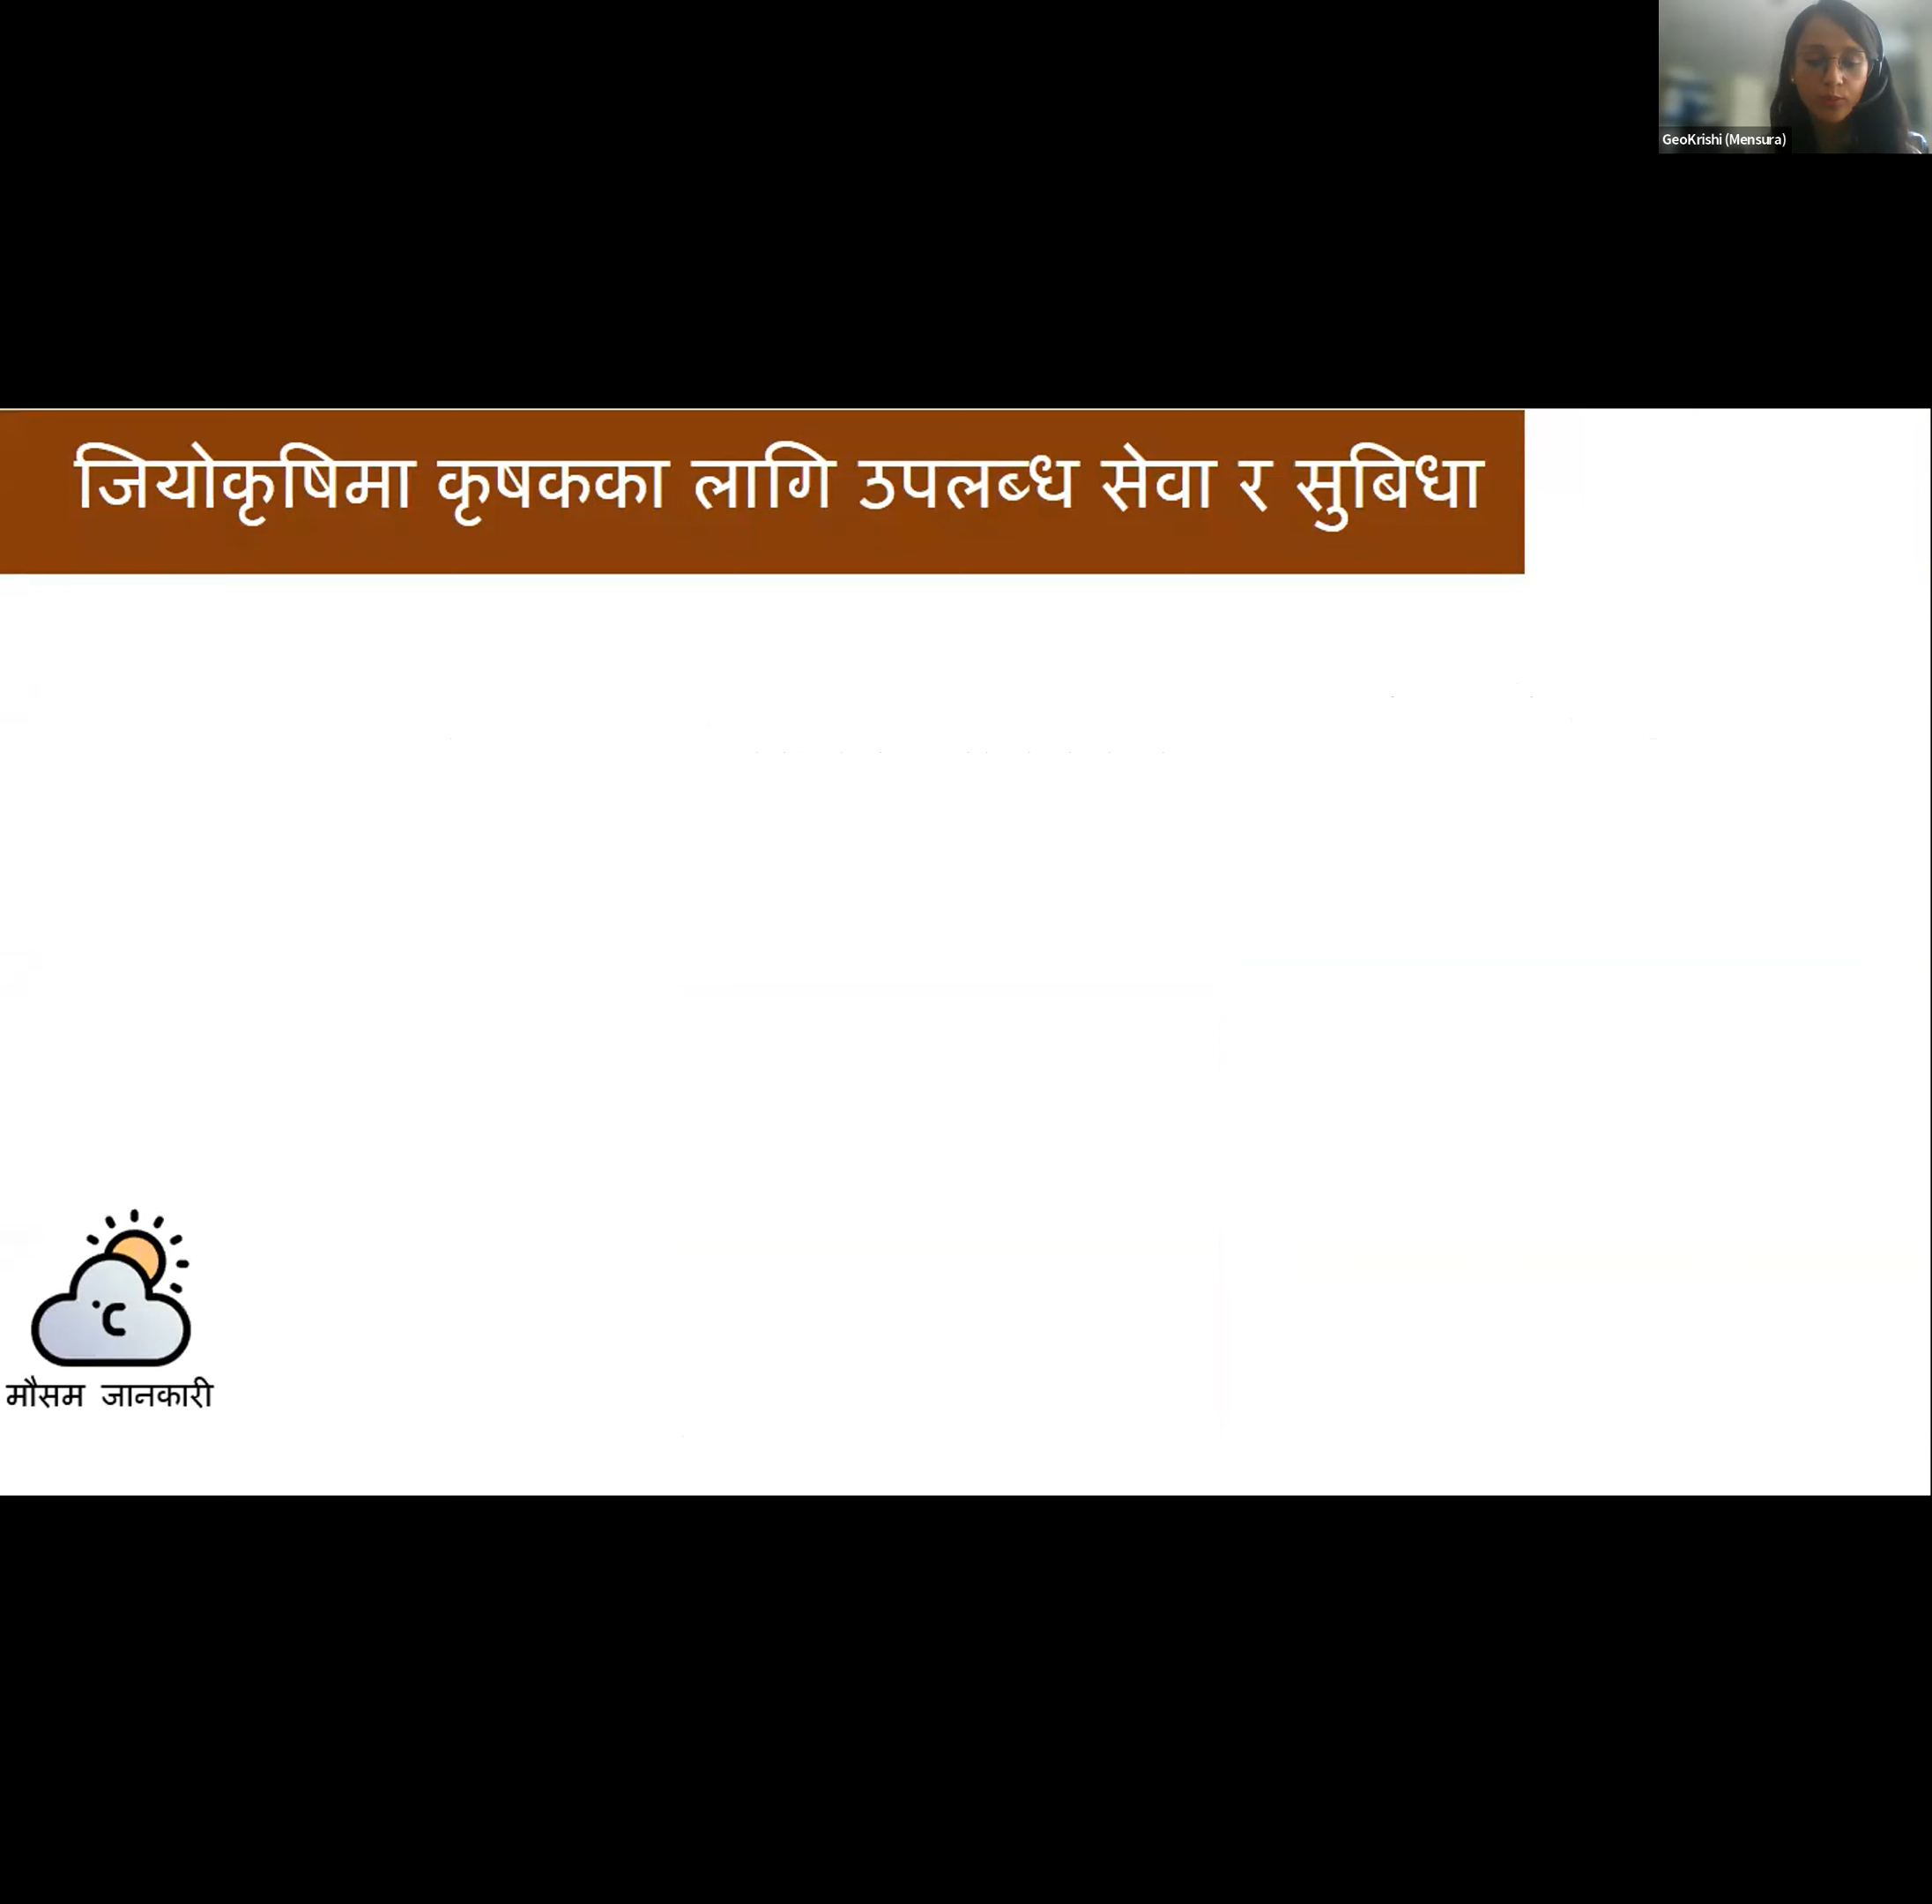 GeoKrishi (Mensura)
जियोकृषिमा कृषकका लागि उपलब्ध सेवा र सुबिधा
°C
मौसम जानकारी